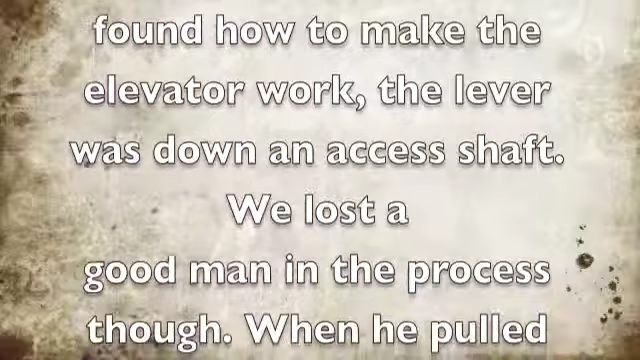 found how to make the
elevator work, the lever
was down an access shaft.
We lost a
good man in the process
though. When he pulled